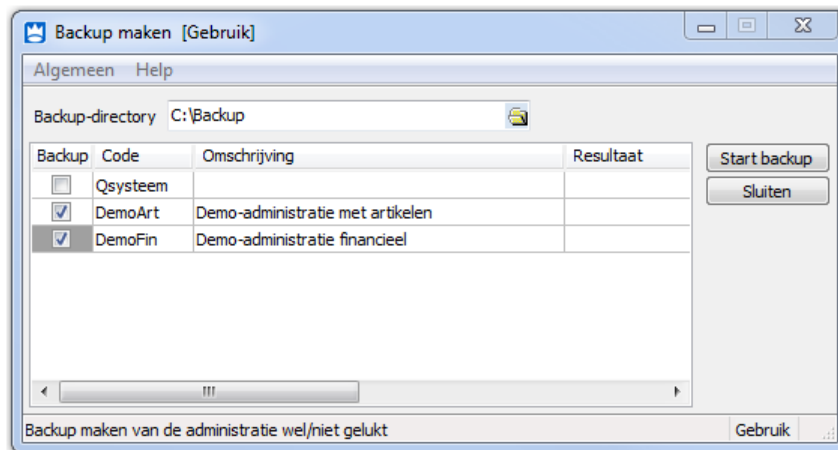 Backup maken [Gebruik]
Algemeen Help
Backup-directory C:\Backup
Backup Code Omschrijving Resultaat
Start backup
Qsysteem
Sluiten
DemoArt Demo-administratie met artikelen
DemoFin Demo-administratie financieel
Backup maken van de administratie wel/niet gelukt Gebruik